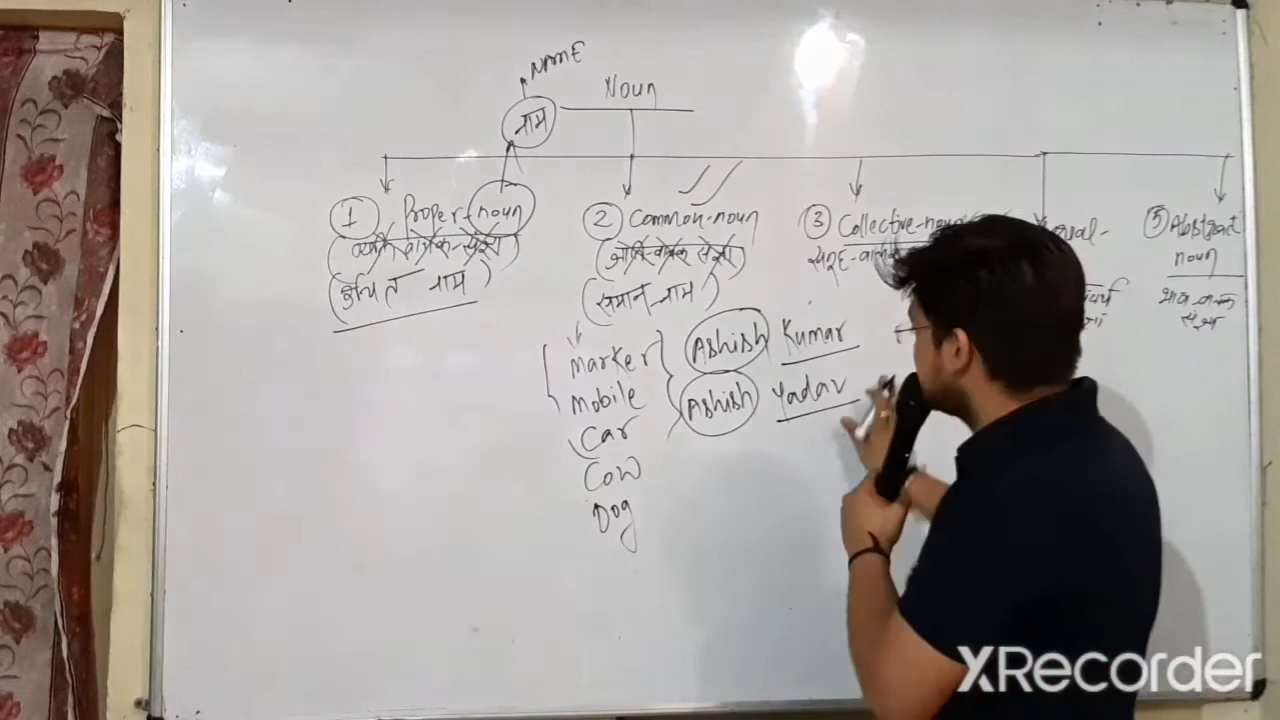 NAME
Noun
नाम
① Proper-noun
व्यक्ति-वाचक-संज्ञा
(उचित नाम)
② Common-noun
(जाति-वाचक संज्ञा)
(समान-नाम)
Marker
Mobile
Car
Cow
Dog
Ashish Kumar
Ashish Yadav
③ Collective-noun
समूह-
⑤ Abstract
noun
भाव वाचक
संज्ञा
XRecorder